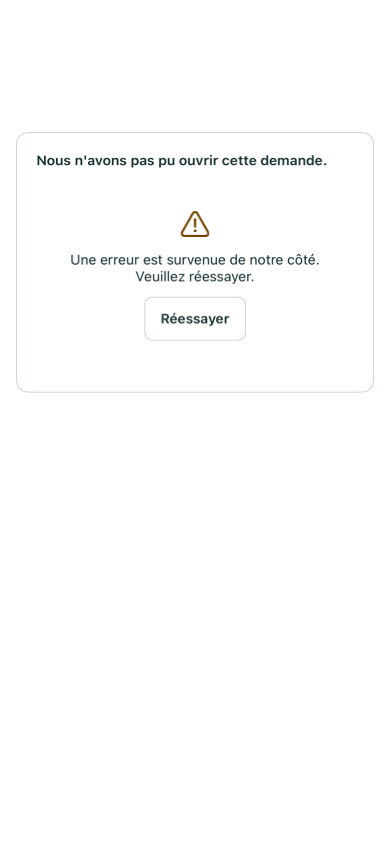 Nous n'avons pas pu ouvrir cette demande.
Une erreur est survenue de notre côté.
Veuillez réessayer.
Réessayer